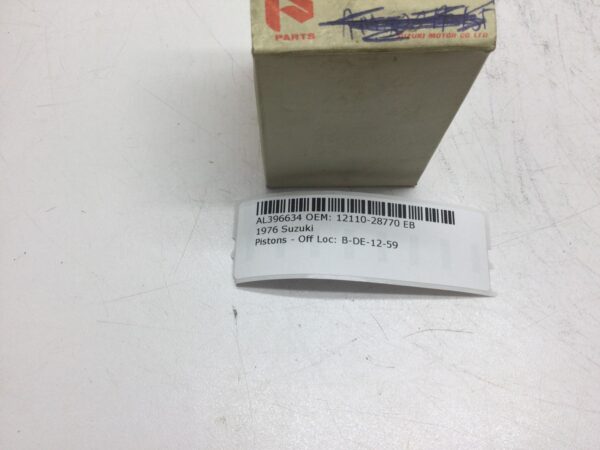 PARTS
SUZUKI MOTOR CO LTD
AL396634 OEM: 12110-28770 EB
1976 Suzuki
Pistons - Off Loc: B-DE-12-59